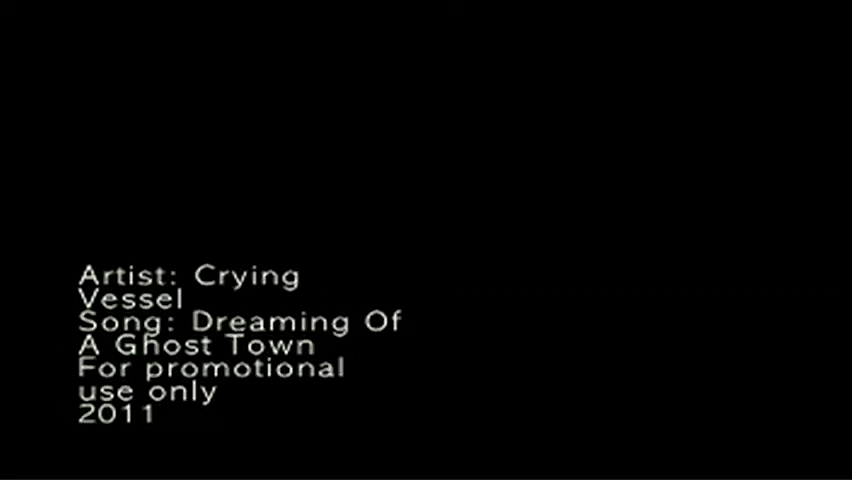 Artist: Crying
Vessel
Song: Dreaming Of
A Ghost Town
For promotional
use only
2011